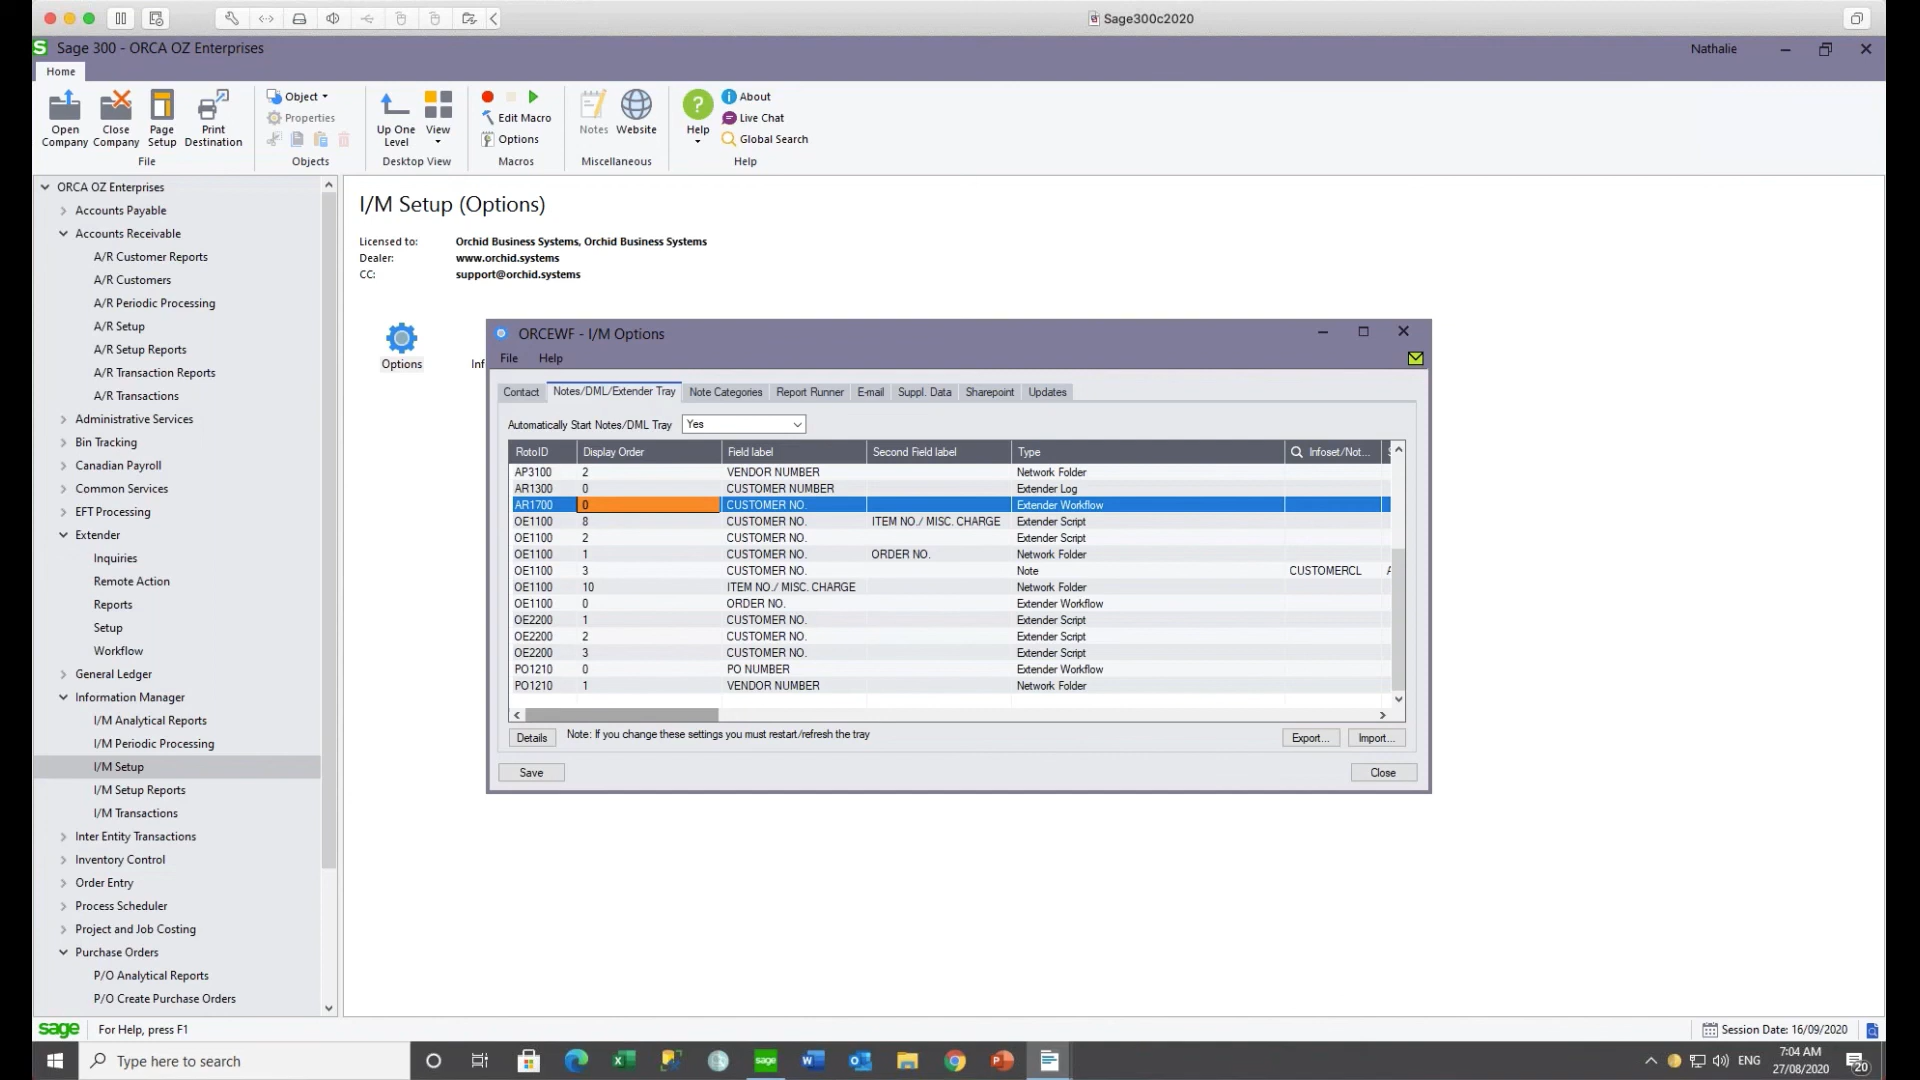 Sage300c2020
Sage 300 - ORCA OZ Enterprises
Nathalie
Home
Open Company
Close Company
Page Setup
Print Destination
File
Object
Properties
Objects
Up One Level
View
Desktop View
Edit Macro
Options
Macros
Notes
Website
Miscellaneous
Help
About
Live Chat
Global Search
Help
ORCA OZ Enterprises
Accounts Payable
Accounts Receivable
A/R Customer Reports
A/R Customers
A/R Periodic Processing
A/R Setup
A/R Setup Reports
A/R Transaction Reports
A/R Transactions
Administrative Services
Bin Tracking
Canadian Payroll
Common Services
EFT Processing
Extender
Inquiries
Remote Action
Reports
Setup
Workflow
General Ledger
Information Manager
I/M Analytical Reports
I/M Periodic Processing
I/M Setup
I/M Setup Reports
I/M Transactions
Inter Entity Transactions
Inventory Control
Order Entry
Process Scheduler
Project and Job Costing
Purchase Orders
P/O Analytical Reports
P/O Create Purchase Orders
I/M Setup (Options)
Licensed to: Orchid Business Systems, Orchid Business Systems
Dealer: www.orchid.systems
CC: support@orchid.systems
Options
Inf
ORCEWF - I/M Options
File Help
Contact Notes/DML/Extender Tray Note Categories Report Runner E-mail Suppl. Data Sharepoint Updates
Automatically Start Notes/DML Tray Yes
RotoID Display Order Field label Second Field label Type Infoset/Not...
AP3100 2 VENDOR NUMBER Network Folder
AR1300 0 CUSTOMER NUMBER Extender Log
AR1700 0 CUSTOMER NO. Extender Workflow
OE1100 8 CUSTOMER NO. ITEM NO./ MISC. CHARGE Extender Script
OE1100 2 CUSTOMER NO. Extender Script
OE1100 1 CUSTOMER NO. ORDER NO. Network Folder
OE1100 3 CUSTOMER NO. Note CUSTOMERCL
OE1100 10 ITEM NO./ MISC. CHARGE Network Folder
OE1100 0 ORDER NO. Extender Workflow
OE2200 1 CUSTOMER NO. Extender Script
OE2200 2 CUSTOMER NO. Extender Script
OE2200 3 CUSTOMER NO. Extender Script
PO1210 0 PO NUMBER Extender Workflow
PO1210 1 VENDOR NUMBER Network Folder
Details Note: If you change these settings you must restart/refresh the tray Export... Import...
Save Close
sage For Help, press F1
Session Date: 16/09/2020
Type here to search
sage
ENG
7:04 AM
27/08/2020
20